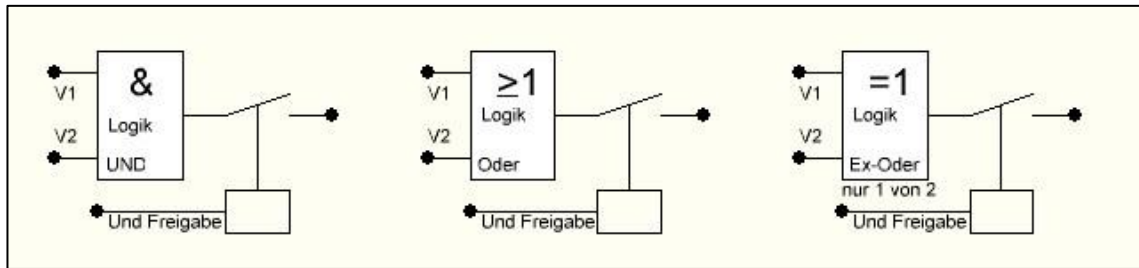 &
V1
Logik
V2
UND
Und Freigabe
≥1
V1
Logik
V2
Oder
Und Freigabe
=1
V1
Logik
V2
Ex-Oder
nur 1 von 2
Und Freigabe